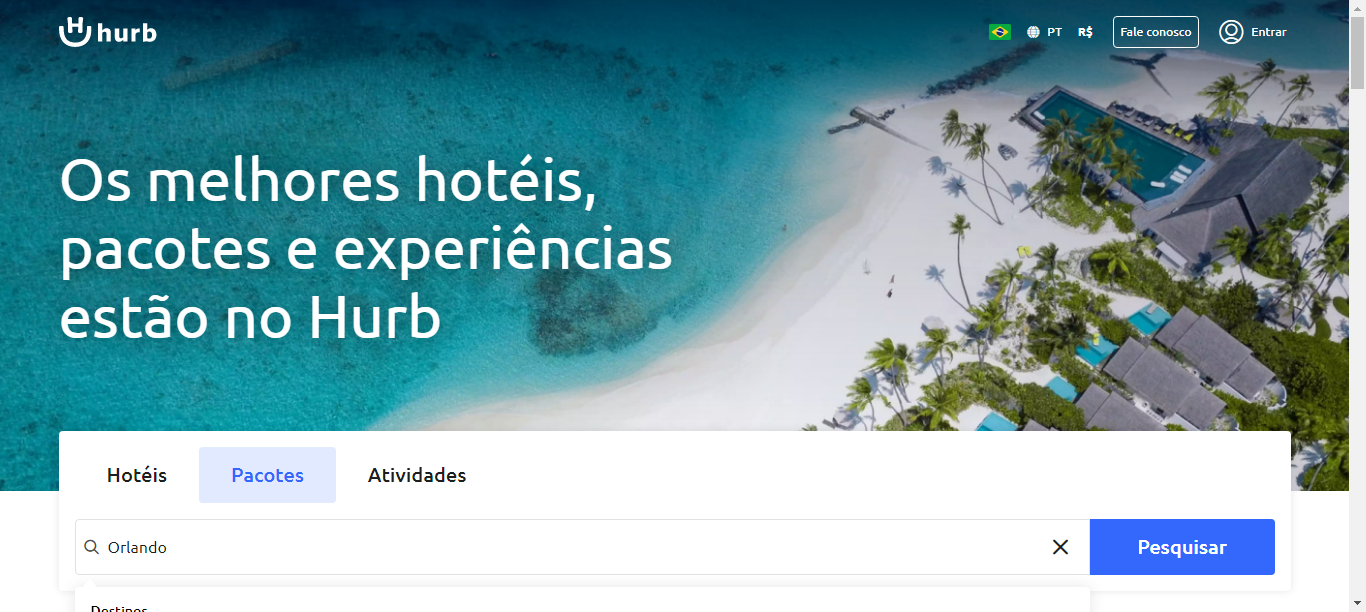 hurb
PT R$ Fale conosco Entrar
Os melhores hotéis,
pacotes e experiências
estão no Hurb
Hotéis Pacotes Atividades
Orlando Pesquisar
Destinos